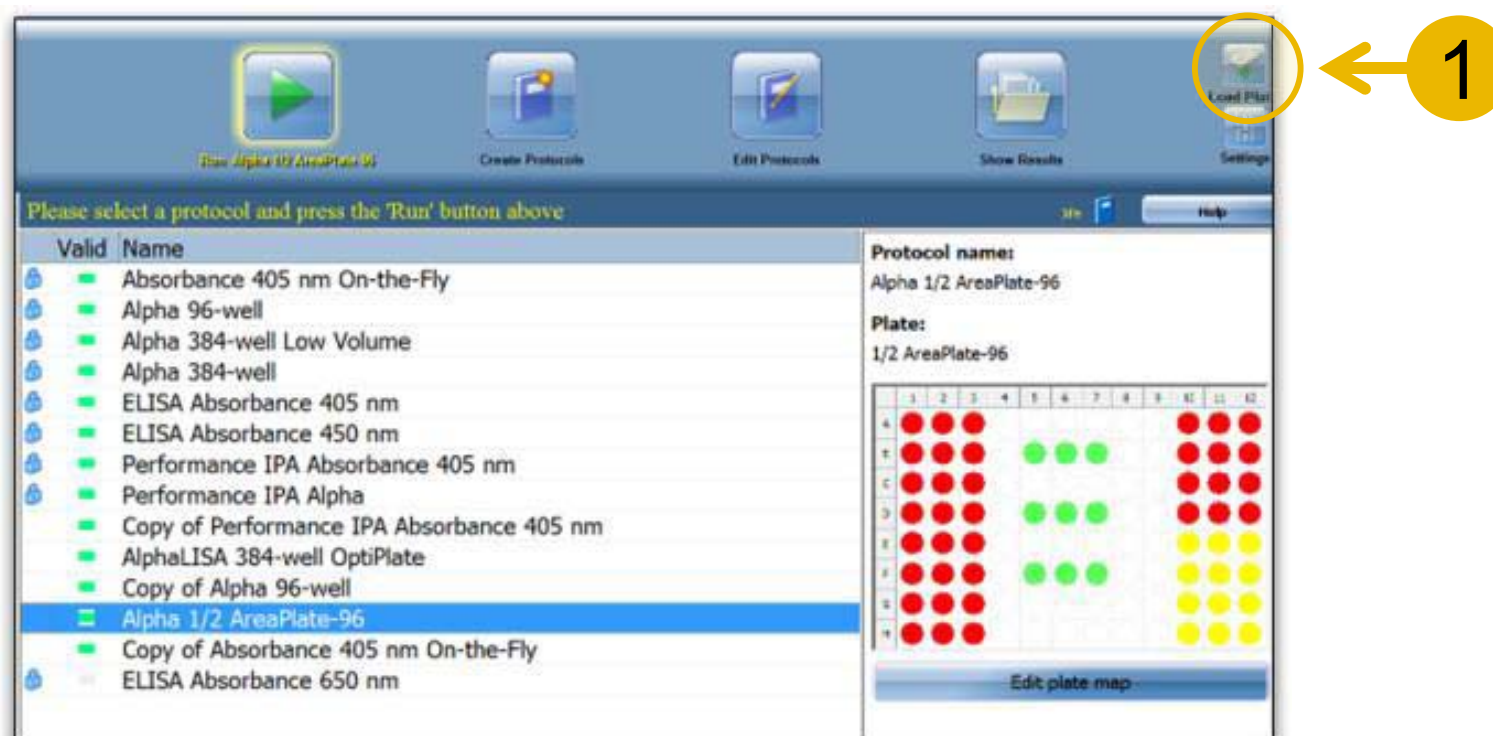 1
Load Plat
Run Alpha 1/2 AreaPlate-96
Create Protocols
Edit Protocols
Show Results
Settings
Please select a protocol and press the 'Run' button above
Help
Valid Name
Absorbance 405 nm On-the-Fly
Alpha 96-well
Alpha 384-well Low Volume
Alpha 384-well
ELISA Absorbance 405 nm
ELISA Absorbance 450 nm
Performance IPA Absorbance 405 nm
Performance IPA Alpha
Copy of Performance IPA Absorbance 405 nm
AlphaLISA 384-well OptiPlate
Copy of Alpha 96-well
Alpha 1/2 AreaPlate-96
Copy of Absorbance 405 nm On-the-Fly
ELISA Absorbance 650 nm
Protocol name:
Alpha 1/2 AreaPlate-96
Plate:
1/2 AreaPlate-96
1 2 3 4 5 6 7 8 9 10 11 12
A
B
C
D
E
F
G
H
Edit plate map